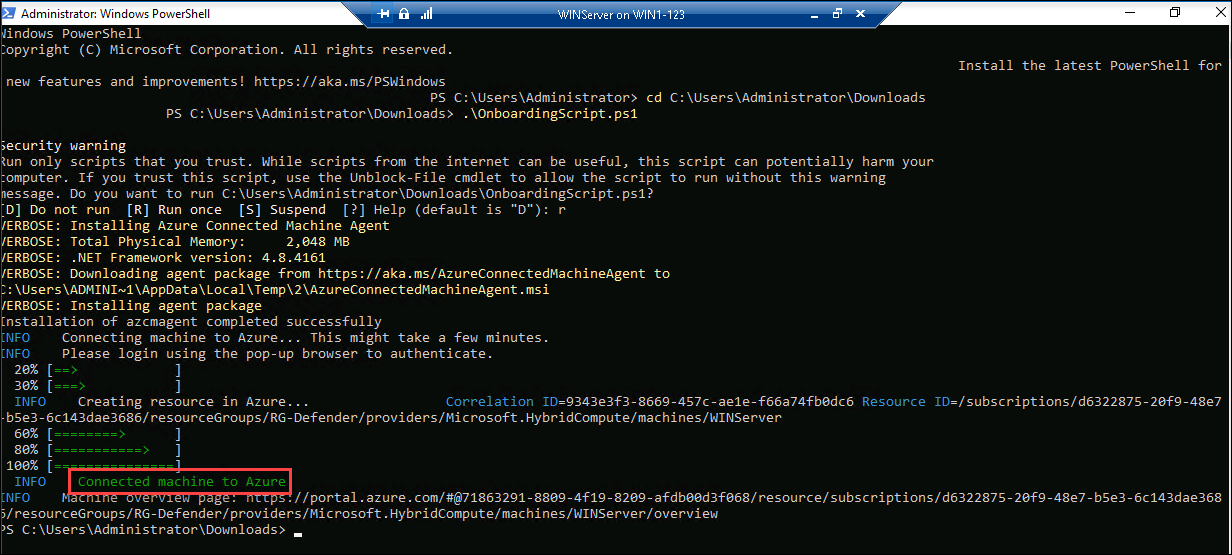 Administrator: Windows PowerShell
WINServer on WIN1-123
Windows PowerShell
Copyright (C) Microsoft Corporation. All rights reserved.
Install the latest PowerShell for
new features and improvements! https://aka.ms/PSWindows
PS C:\Users\Administrator> cd C:\Users\Administrator\Downloads
PS C:\Users\Administrator\Downloads> .\OnboardingScript.ps1
Security warning
Run only scripts that you trust. While scripts from the internet can be useful, this script can potentially harm your
computer. If you trust this script, use the Unblock-File cmdlet to allow the script to run without this warning
message. Do you want to run C:\Users\Administrator\Downloads\OnboardingScript.ps1?
[D] Do not run  [R] Run once  [S] Suspend  [?] Help (default is "D"): r
VERBOSE: Installing Azure Connected Machine Agent
VERBOSE: Total Physical Memory:     2,048 MB
VERBOSE: .NET Framework version: 4.8.4161
VERBOSE: Downloading agent package from https://aka.ms/AzureConnectedMachineAgent to
C:\Users\ADMINI~1\AppData\Local\Temp\2\AzureConnectedMachineAgent.msi
VERBOSE: Installing agent package
Installation of azcmagent completed successfully
INFO    Connecting machine to Azure... This might take a few minutes.
INFO    Please login using the pop-up browser to authenticate.
20% [==>            ]
30% [===>           ]
INFO    Creating resource in Azure...    Correlation ID=9343e3f3-8669-457c-ae1e-f66a74fb0dc6 Resource ID=/subscriptions/d6322875-20f9-48e7
-b5e3-6c143dae3686/resourceGroups/RG-Defender/providers/Microsoft.HybridCompute/machines/WINServer
60% [========>      ]
80% [===========>   ]
100% [===============]
INFO    Connected machine to Azure
INFO    Machine overview page: https://portal.azure.com/#@71863291-8809-4f19-8209-afdb00d3f068/resource/subscriptions/d6322875-20f9-48e7-b5e3-6c143dae368
6/resourceGroups/RG-Defender/providers/Microsoft.HybridCompute/machines/WINServer/overview
PS C:\Users\Administrator\Downloads>